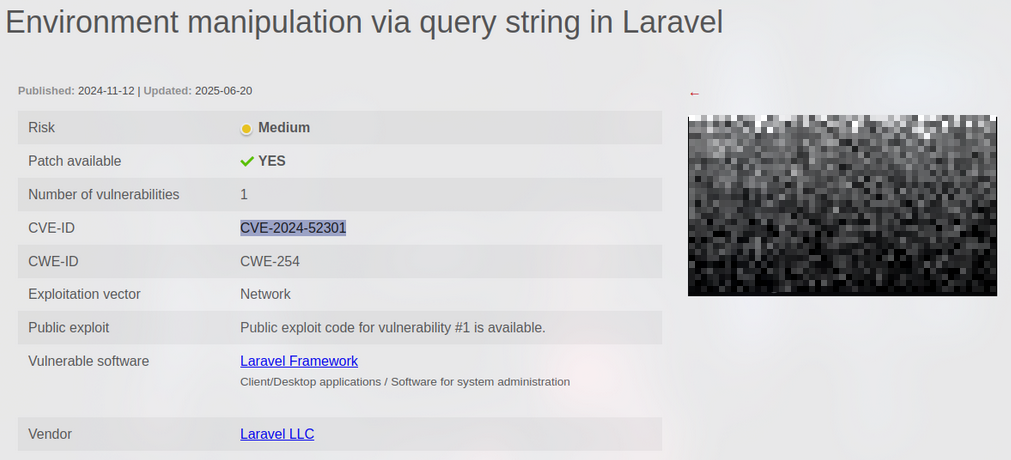 Environment manipulation via query string in Laravel
Published: 2024-11-12 | Updated: 2025-06-20
←
Risk Medium
Patch available YES
Number of vulnerabilities 1
CVE-ID CVE-2024-52301
CWE-ID CWE-254
Exploitation vector Network
Public exploit Public exploit code for vulnerability #1 is available.
Vulnerable software Laravel Framework
Client/Desktop applications / Software for system administration
Vendor Laravel LLC